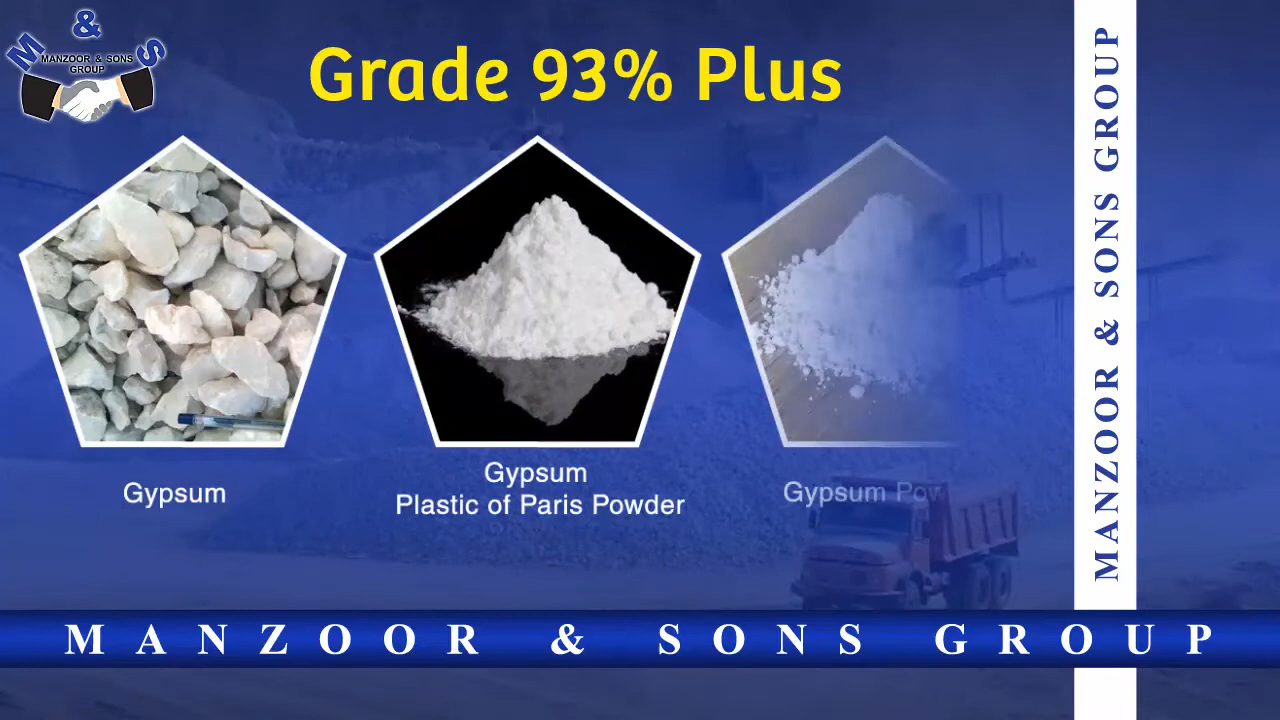 M & S
MANZOOR & SONS
GROUP
Grade 93% Plus
Gypsum
Gypsum
Plastic of Paris Powder
Gypsum Pow
MANZOOR & SONS GROUP
MANZOOR & SONS GROUP